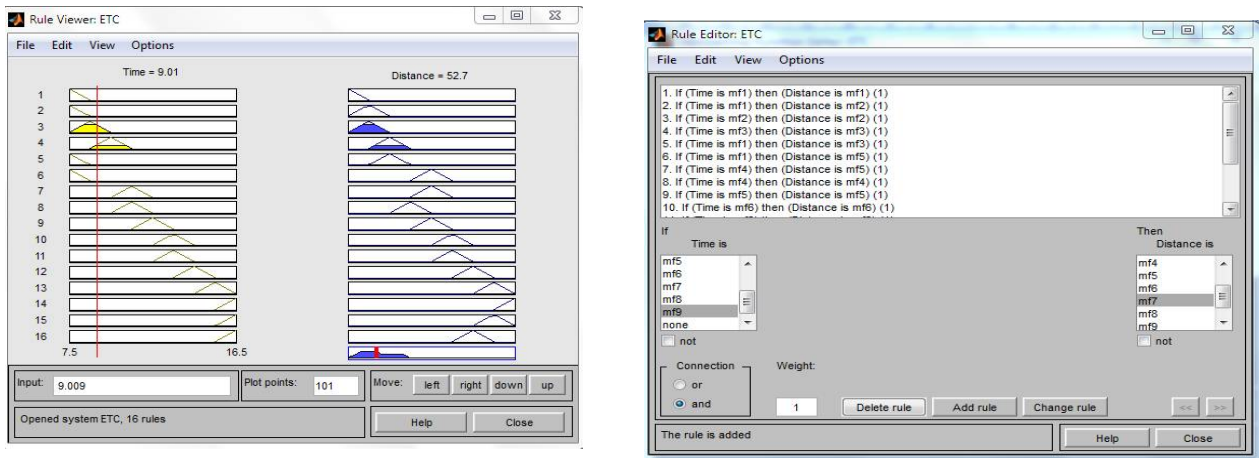 Rule Viewer: ETC
File Edit View Options
Time = 9.01
Distance = 52.7
1
2
3
4
5
6
7
8
9
10
11
12
13
14
15
16
7.5 16.5
Input: 9.009 Plot points: 101 Move: left right down up
Opened system ETC, 16 rules Help Close
Rule Editor: ETC
File Edit View Options
1. If (Time is mf1) then (Distance is mf1) (1)
2. If (Time is mf1) then (Distance is mf2) (1)
3. If (Time is mf2) then (Distance is mf2) (1)
4. If (Time is mf3) then (Distance is mf3) (1)
5. If (Time is mf1) then (Distance is mf3) (1)
6. If (Time is mf1) then (Distance is mf5) (1)
7. If (Time is mf4) then (Distance is mf5) (1)
8. If (Time is mf4) then (Distance is mf4) (1)
9. If (Time is mf5) then (Distance is mf5) (1)
10. If (Time is mf6) then (Distance is mf6) (1)
If Then
Time is Distance is
mf5
mf6
mf7
mf8
mf9
none
not
mf4
mf5
mf6
mf7
mf8
mf9
not
Connection Weight:
or
and 1 Delete rule Add rule Change rule << >>
The rule is added Help Close